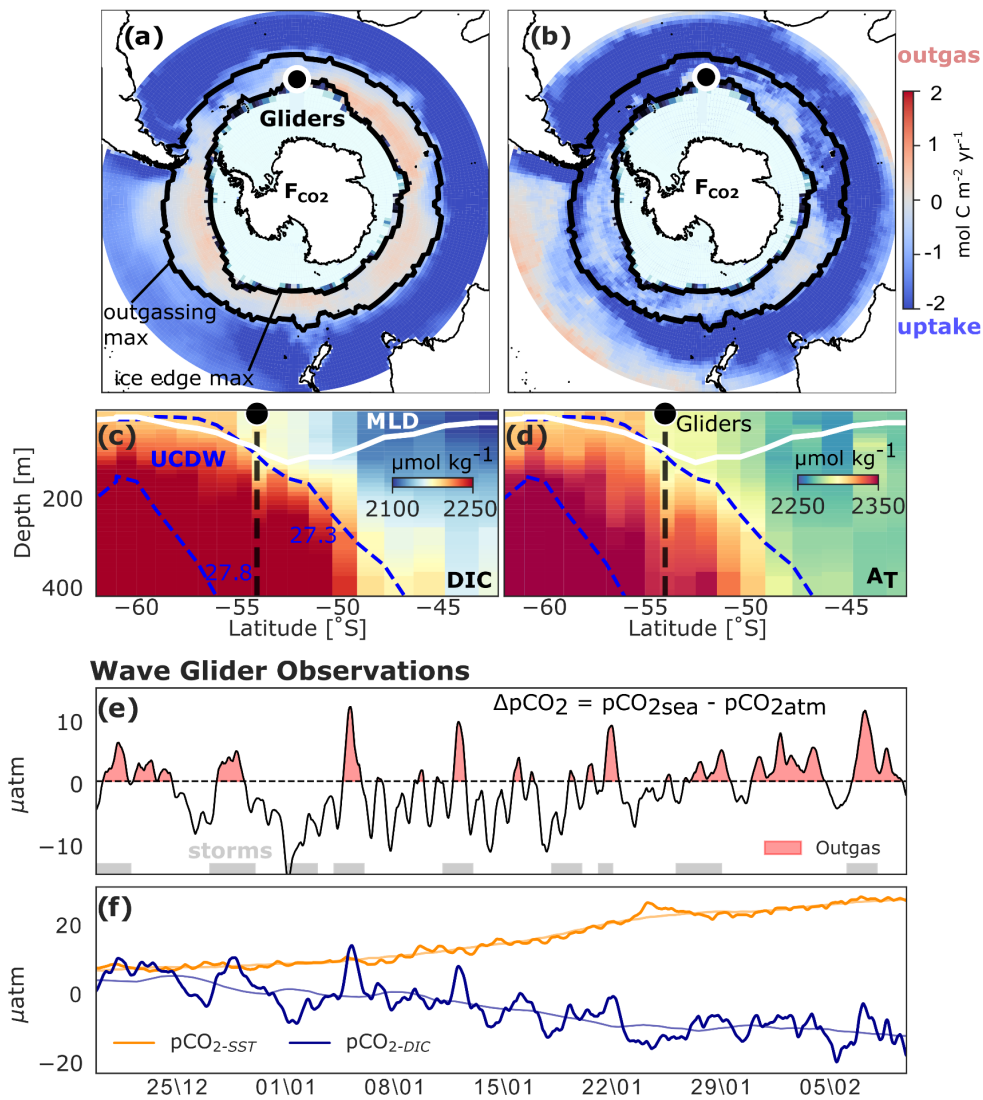 (a)
(b)
outgas
Gliders
F_CO2
F_CO2
outgassing
max
ice edge max
2
1
0
-1
-2
mol C m⁻² yr⁻¹
uptake
(c)
MLD
UCDW
μmol kg⁻¹
2100
2250
27.3
27.8
DIC
Depth [m]
200
400
−60
−55
−50
−45
Latitude [°S]
(d)
Gliders
μmol kg⁻¹
2250
2350
A_T
−60
−55
−50
−45
Latitude [°S]
Wave Glider Observations
(e)
ΔpCO₂ = pCO₂sea - pCO₂atm
μatm
10
0
−10
storms
Outgas
(f)
μatm
20
0
−20
pCO₂-SST
pCO₂-DIC
25\12
01\01
08\01
15\01
22\01
29\01
05\02